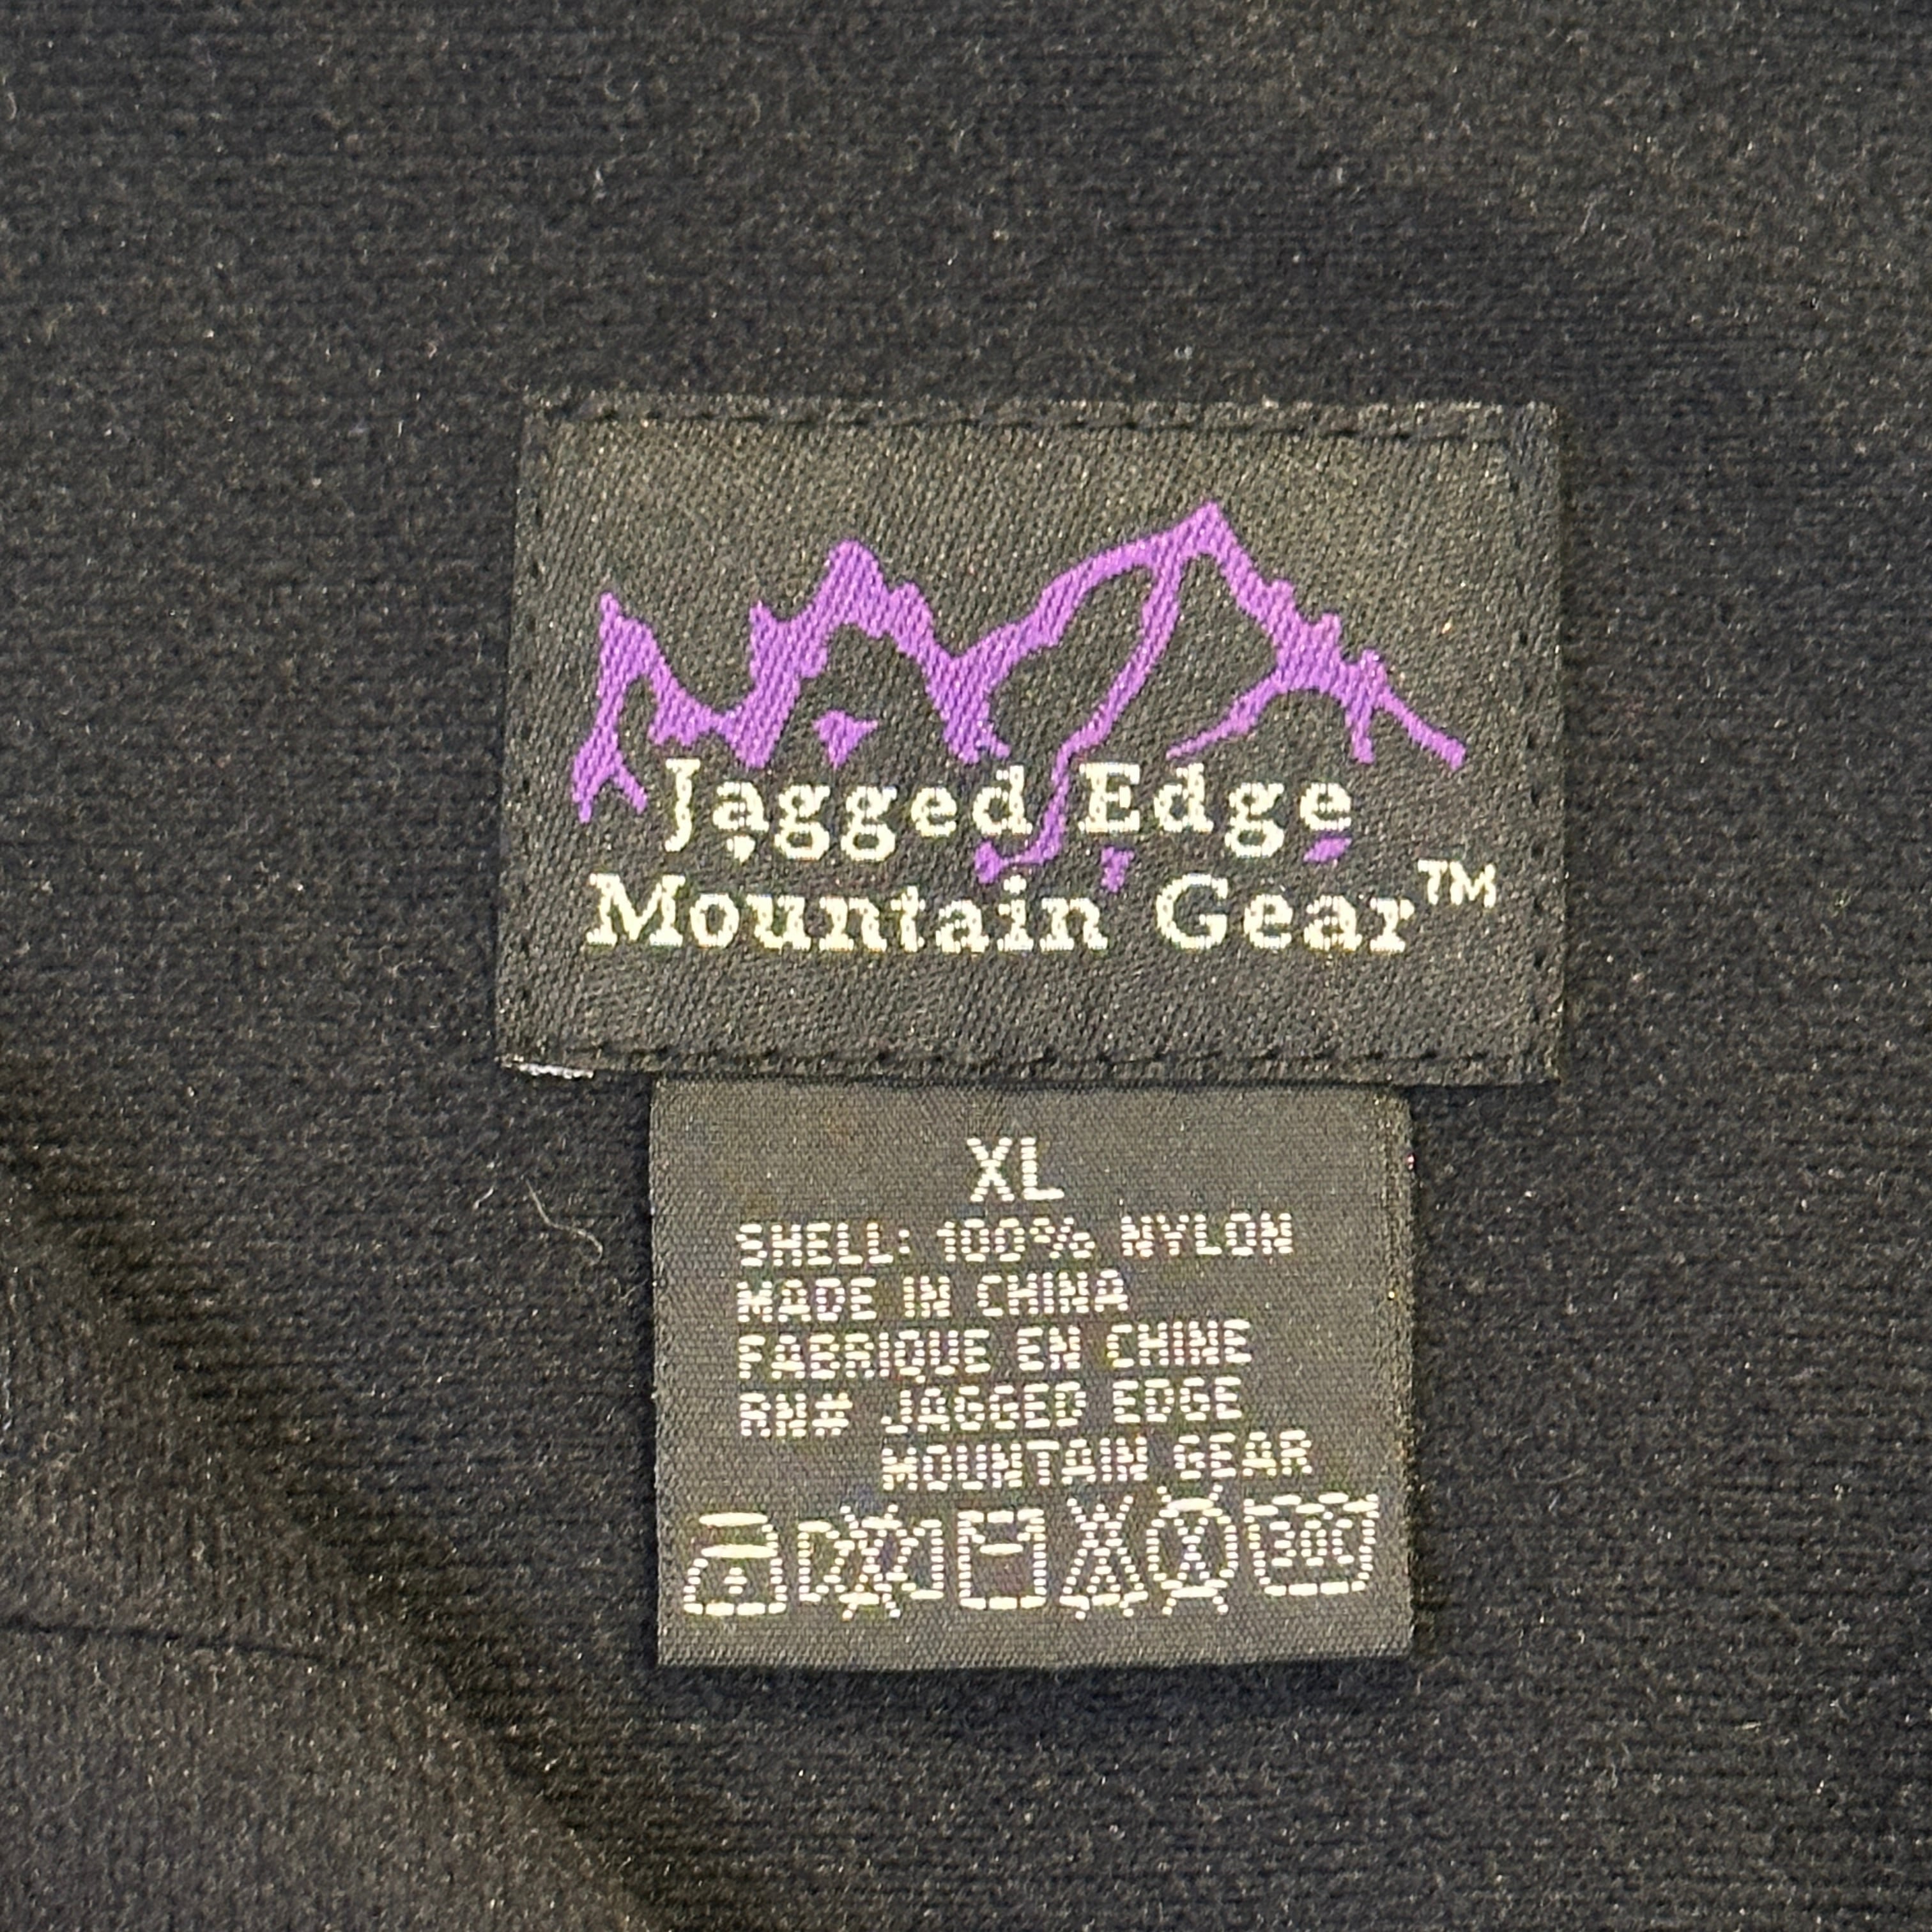 Jagged Edge
Mountain Gear™
XL
SHELL: 100% NYLON
MADE IN CHINA
FABRIQUE EN CHINE
RN# JAGGED EDGE
MOUNTAIN GEAR
30C